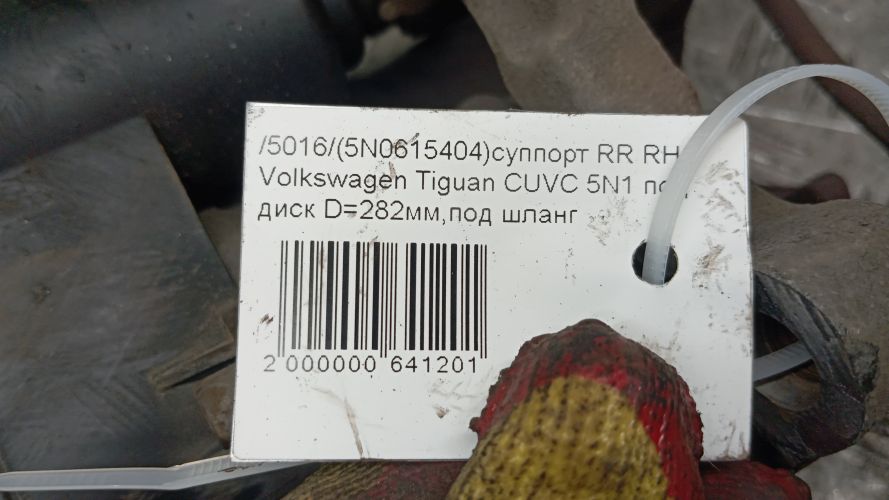 /5016/(5N0615404)суппорт RR RH
Volkswagen Tiguan CUVC 5N1
диск D=282мм,под шланг
2 000000 641201